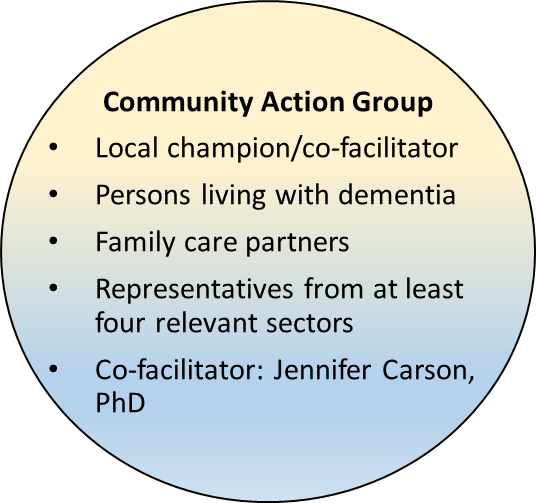 Community Action Group
• Local champion/co-facilitator
• Persons living with dementia
• Family care partners
• Representatives from at least
four relevant sectors
• Co-facilitator: Jennifer Carson,
PhD